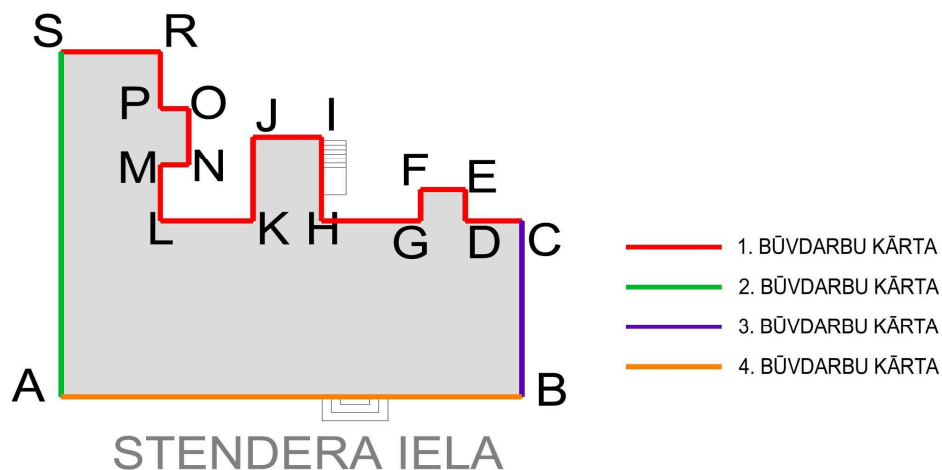 S R
P O
J I
M N
F E
L K H G D C
1. BŪVDARBU KĀRTA
2. BŪVDARBU KĀRTA
3. BŪVDARBU KĀRTA
4. BŪVDARBU KĀRTA
A B
STENDERA IELA